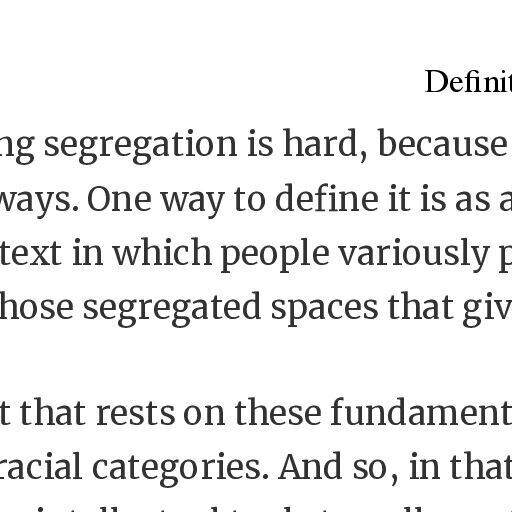 Definit
ng segregation is hard, because
ways. One way to define it is as a
text in which people variously p
hose segregated spaces that giv
t that rests on these fundament
racial categories. And so, in that